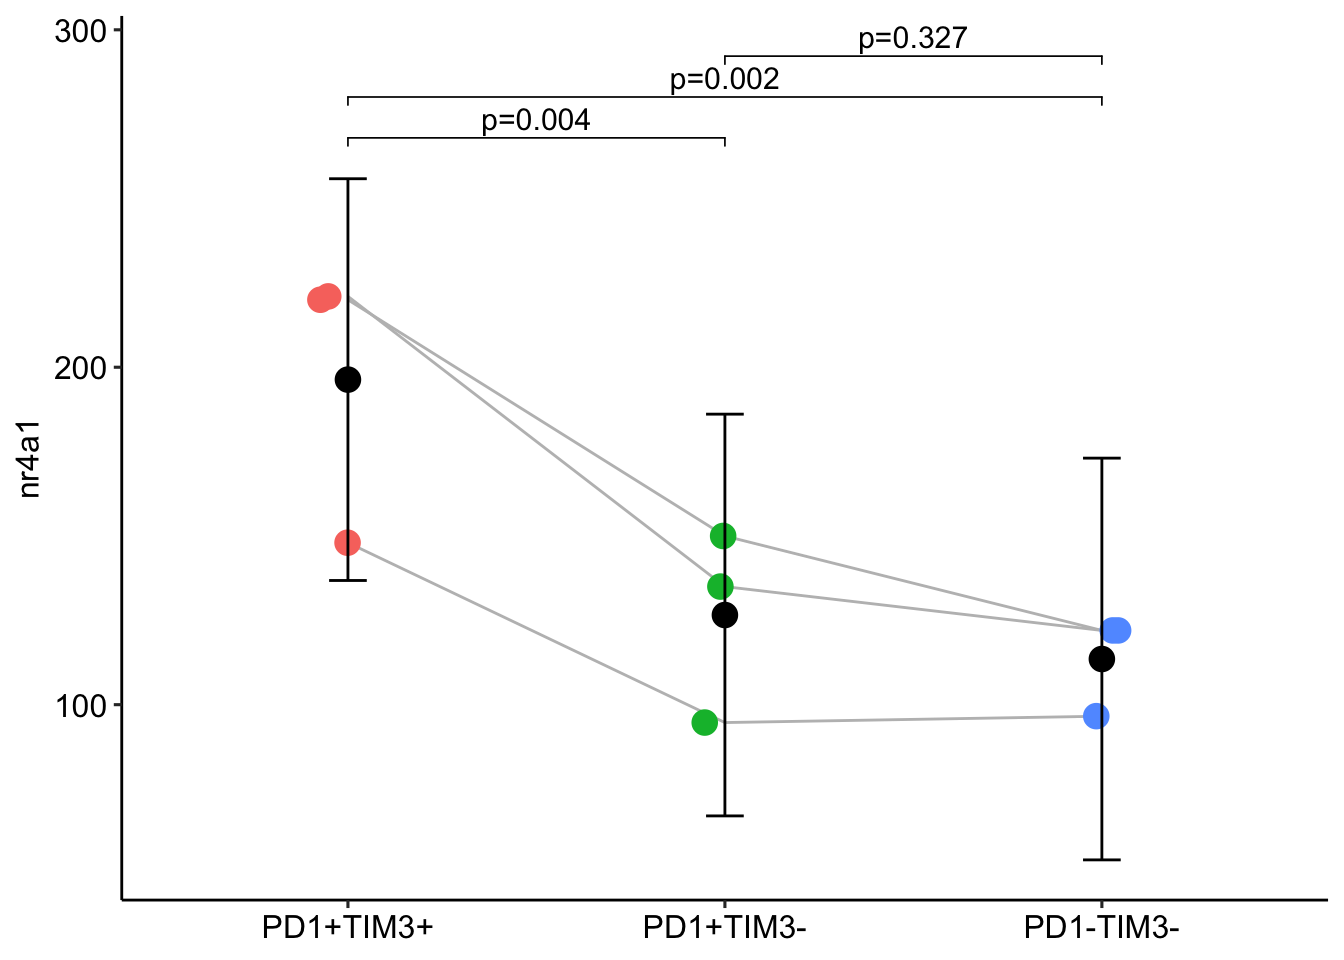 300
p=0.327
p=0.002
p=0.004
200
nr4a1
100
PD1+TIM3+ PD1+TIM3- PD1-TIM3-